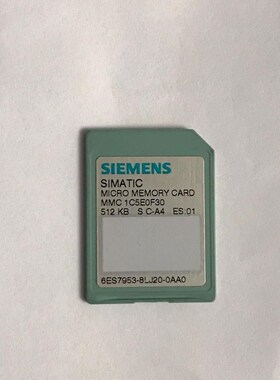 SIEMENS
SIMATIC
MICRO MEMORY CARD
MMC 1C5E0F30
512 KB S C-A4 ES:01
6ES7953-8LJ20-0AA0